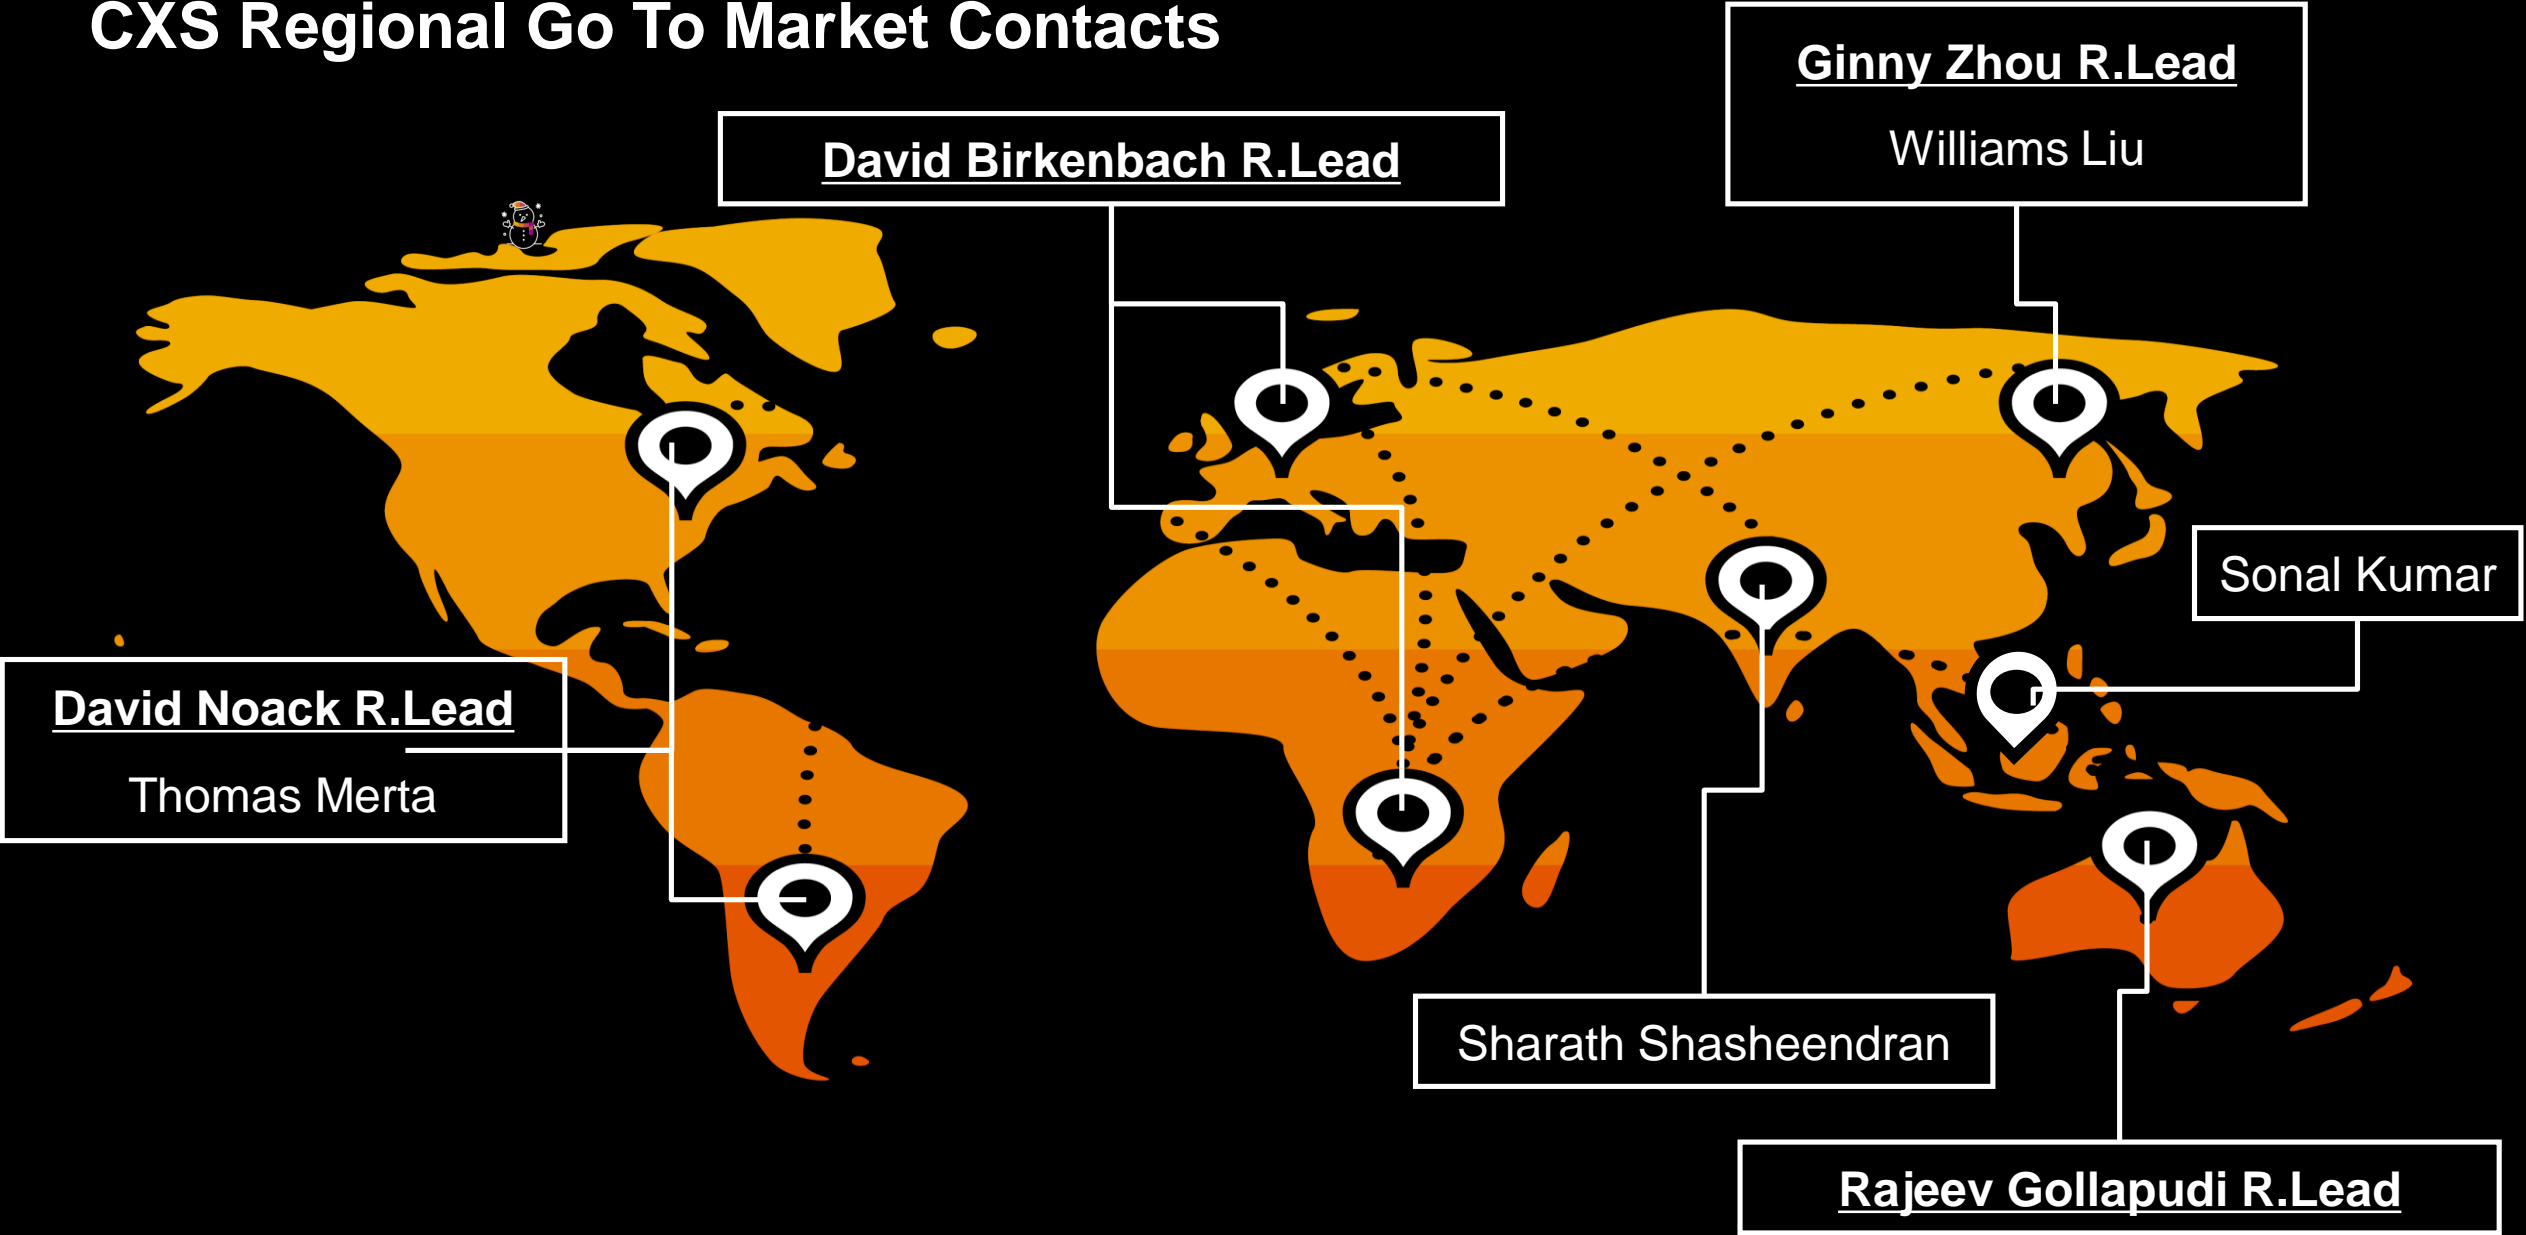 CXS Regional Go To Market Contacts
Ginny Zhou R.Lead
Williams Liu
David Birkenbach R.Lead
Sonal Kumar
David Noack R.Lead
Thomas Merta
Sharath Shasheendran
Rajeev Gollapudi R.Lead